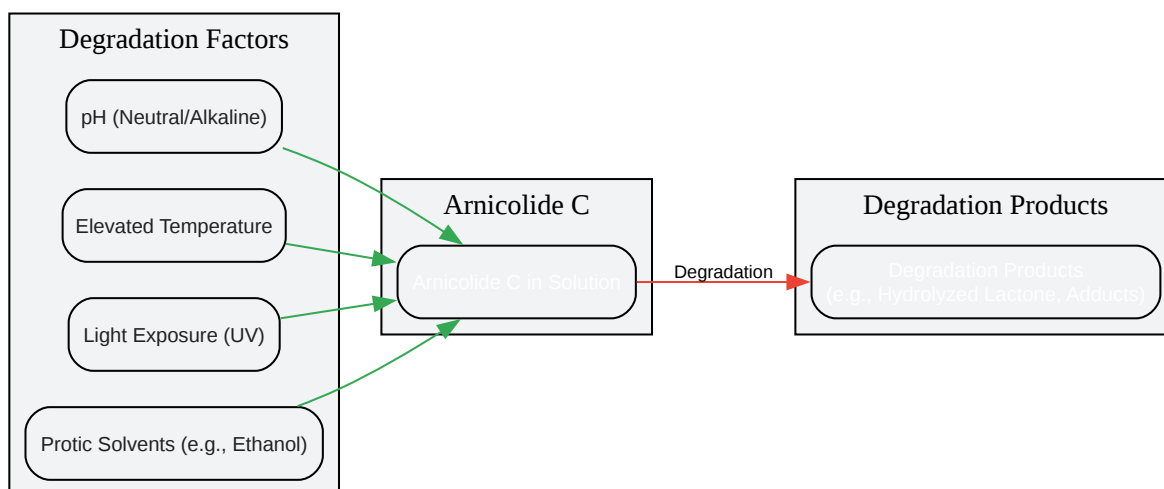 Degradation Factors
pH (Neutral/Alkaline)
Elevated Temperature
Light Exposure (UV)
Protic Solvents (e.g., Ethanol)
Arnicolide C
Arnicolide C in Solution
Degradation
Degradation Products
Degradation Products
(e.g., Hydrolyzed Lactone, Adducts)